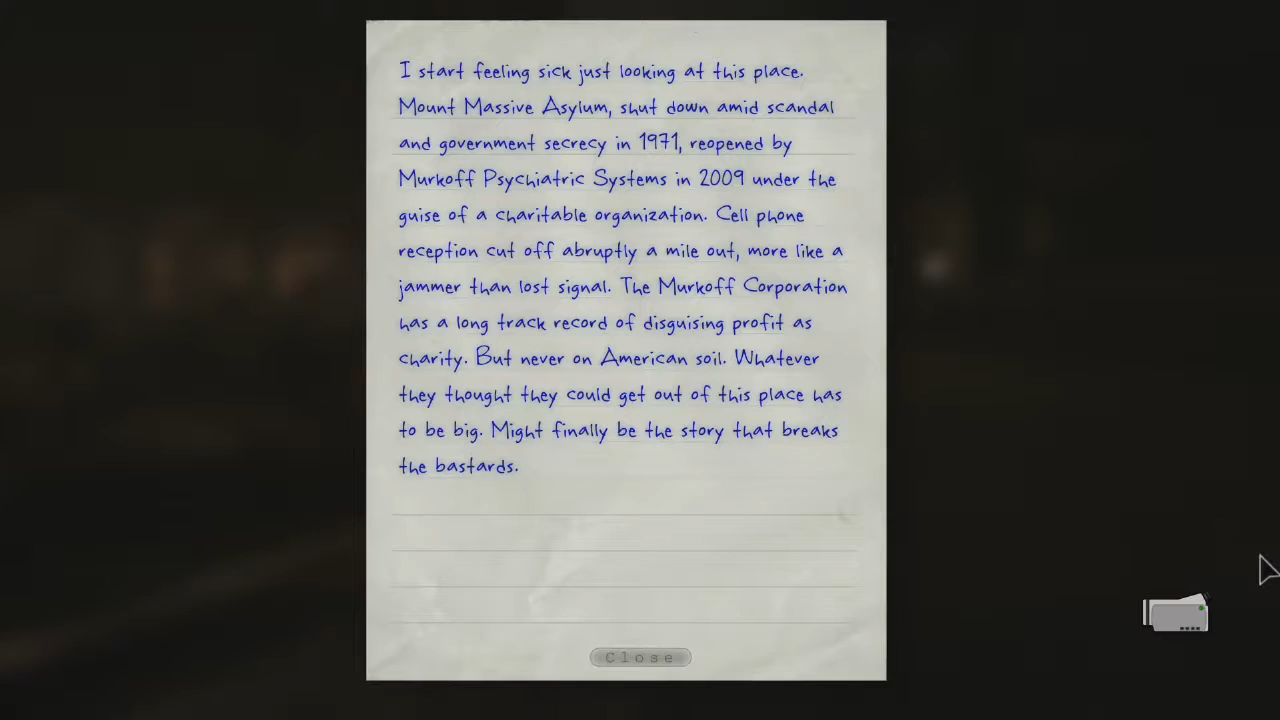 I start feeling sick just looking at this place.
Mount Massive Asylum, shut down amid scandal
and government secrecy in 1971, reopened by
Murkoff Psychiatric Systems in 2009 under the
guise of a charitable organization. Cell phone
reception cut off abruptly a mile out, more like a
jammer than lost signal. The Murkoff Corporation
has a long track record of disguising profit as
charity. But never on American soil. Whatever
they thought they could get out of this place has
to be big. Might finally be the story that breaks
the bastards.
Close